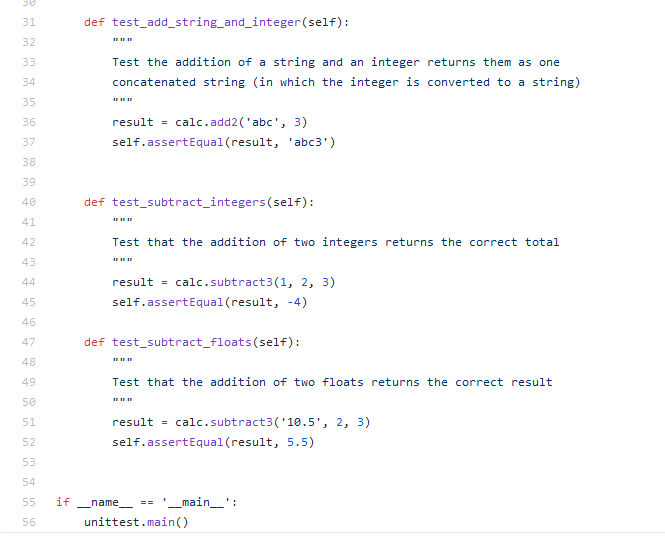 30
31 def test_add_string_and_integer(self):
32 """
33 Test the addition of a string and an integer returns them as one
34 concatenated string (in which the integer is converted to a string)
35 """
36 result = calc.add2('abc', 3)
37 self.assertEqual(result, 'abc3')
38
39
40 def test_subtract_integers(self):
41 """
42 Test that the addition of two integers returns the correct total
43 """
44 result = calc.subtract3(1, 2, 3)
45 self.assertEqual(result, -4)
46
47 def test_subtract_floats(self):
48 """
49 Test that the addition of two floats returns the correct result
50 """
51 result = calc.subtract3('10.5', 2, 3)
52 self.assertEqual(result, 5.5)
53
54
55 if __name__ == '__main__':
56 unittest.main()